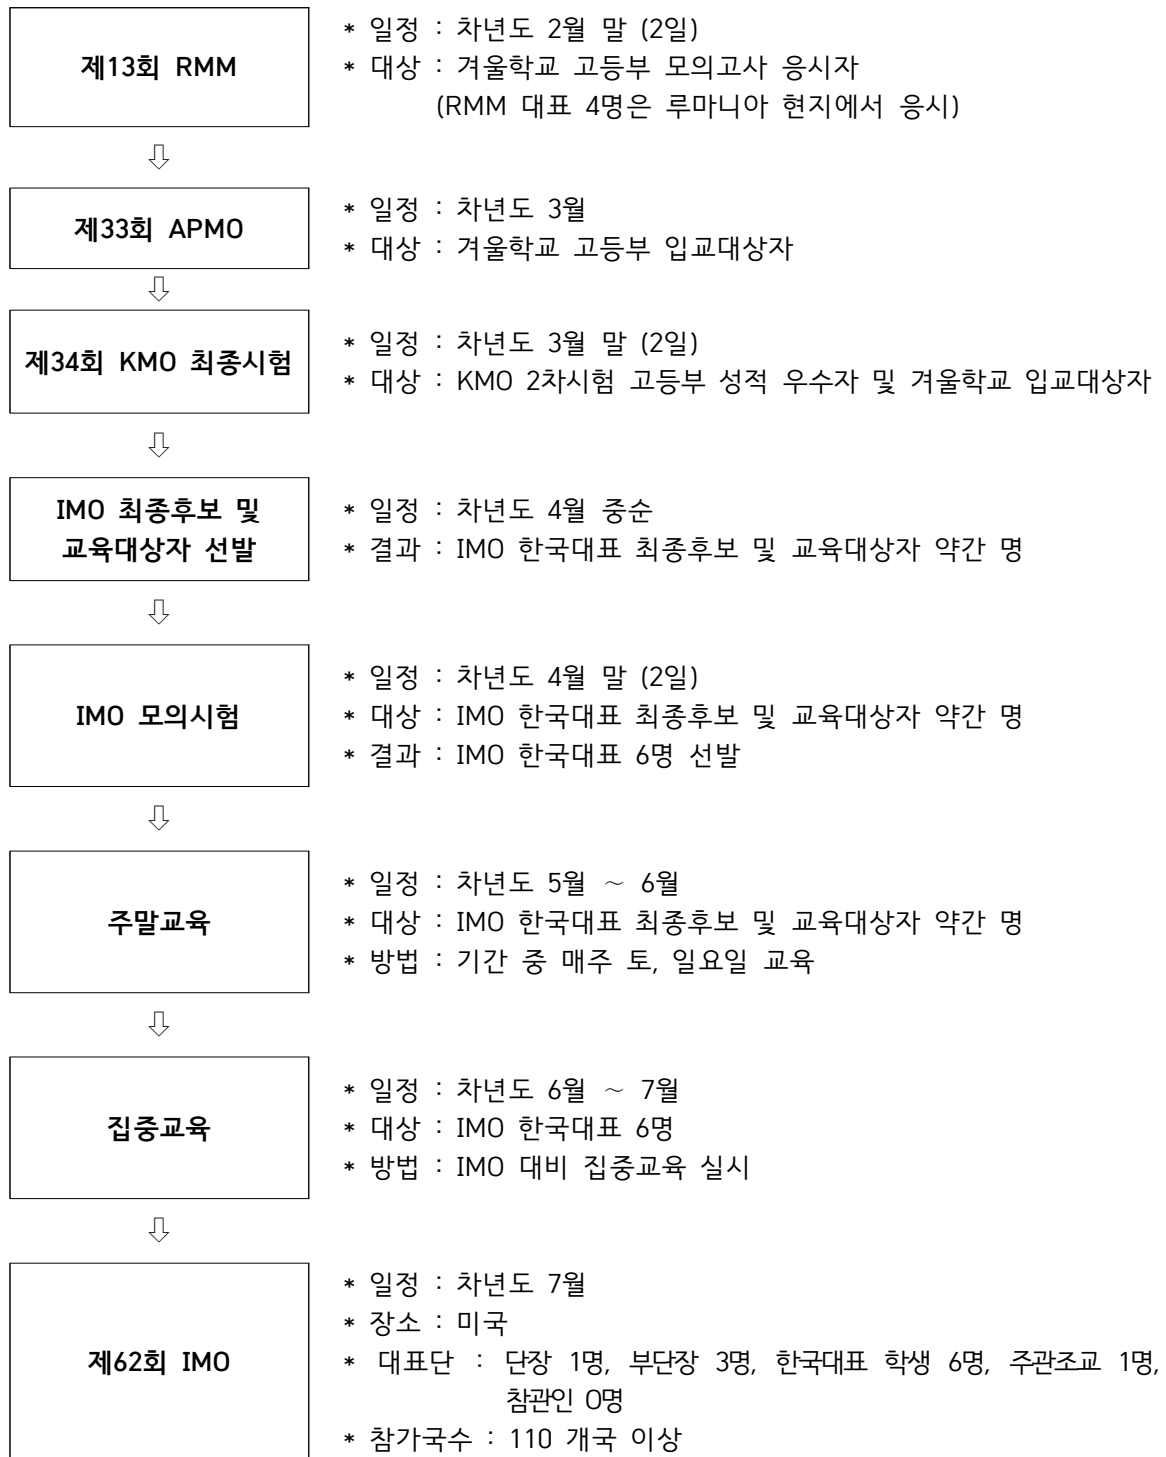 제13회 RMM
* 일정 : 차년도 2월 말 (2일)
* 대상 : 겨울학교 고등부 모의고사 응시자
(RMM 대표 4명은 루마니아 현지에서 응시)
⇩
제33회 APMO
* 일정 : 차년도 3월
* 대상 : 겨울학교 고등부 입교대상자
⇩
제34회 KMO 최종시험
* 일정 : 차년도 3월 말 (2일)
* 대상 : KMO 2차시험 고등부 성적 우수자 및 겨울학교 입교대상자
⇩
IMO 최종후보 및
교육대상자 선발
* 일정 : 차년도 4월 중순
* 결과 : IMO 한국대표 최종후보 및 교육대상자 약간 명
⇩
IMO 모의시험
* 일정 : 차년도 4월 말 (2일)
* 대상 : IMO 한국대표 최종후보 및 교육대상자 약간 명
* 결과 : IMO 한국대표 6명 선발
⇩
주말교육
* 일정 : 차년도 5월 ~ 6월
* 대상 : IMO 한국대표 최종후보 및 교육대상자 약간 명
* 방법 : 기간 중 매주 토, 일요일 교육
⇩
집중교육
* 일정 : 차년도 6월 ~ 7월
* 대상 : IMO 한국대표 6명
* 방법 : IMO 대비 집중교육 실시
⇩
제62회 IMO
* 일정 : 차년도 7월
* 장소 : 미국
* 대표단 : 단장 1명, 부단장 3명, 한국대표 학생 6명, 주관조교 1명,
참관인 0명
* 참가국수 : 110 개국 이상